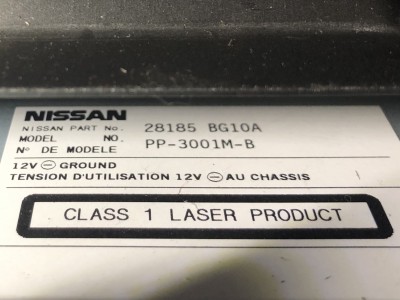 NISSAN
NISSAN PART No. 28185 BG10A
MODEL NO. PP-3001M-B
N° DE MODELE
12V ⊖ GROUND
TENSION D'UTILISATION 12V ⊖ AU CHASSIS
CLASS 1 LASER PRODUCT